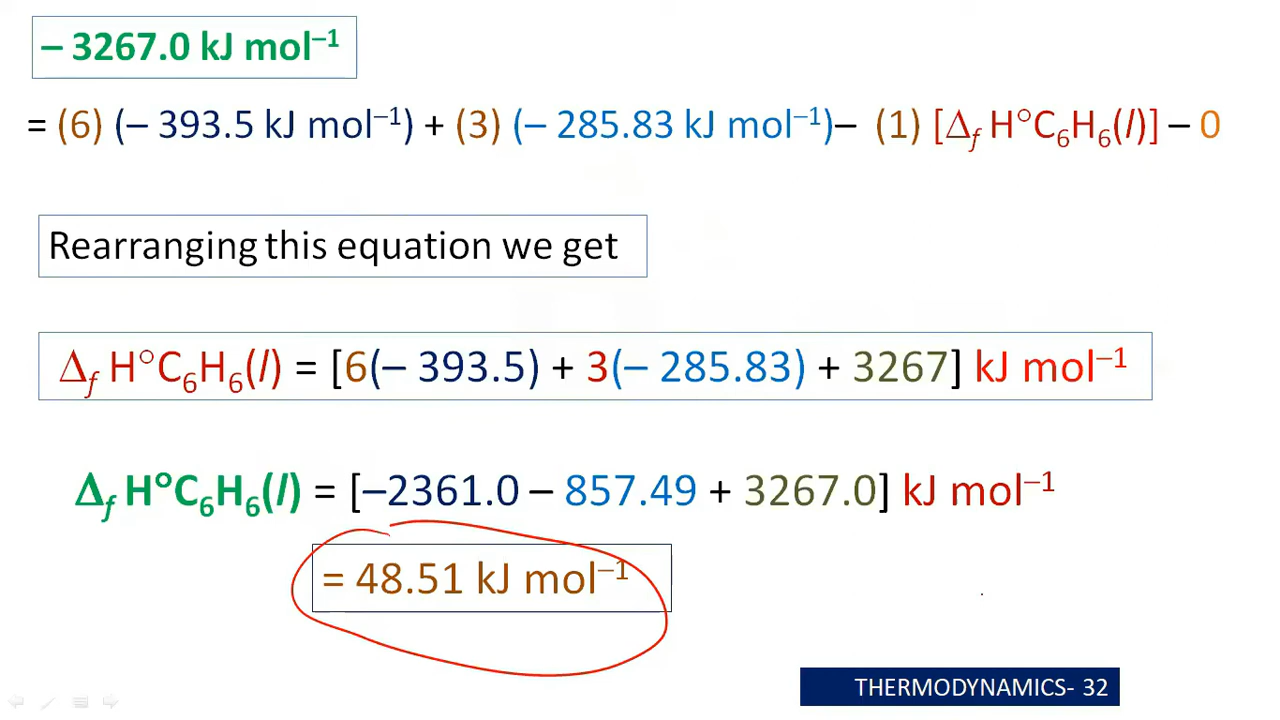 – 3267.0 kJ mol⁻¹
= (6) (– 393.5 kJ mol⁻¹) + (3) (– 285.83 kJ mol⁻¹)– (1) [Δf H°C₆H₆(l)] – 0
Rearranging this equation we get
Δf H°C₆H₆(l) = [6(– 393.5) + 3(– 285.83) + 3267] kJ mol⁻¹
Δf H°C₆H₆(l) = [–2361.0 – 857.49 + 3267.0] kJ mol⁻¹
= 48.51 kJ mol⁻¹
THERMODYNAMICS- 32